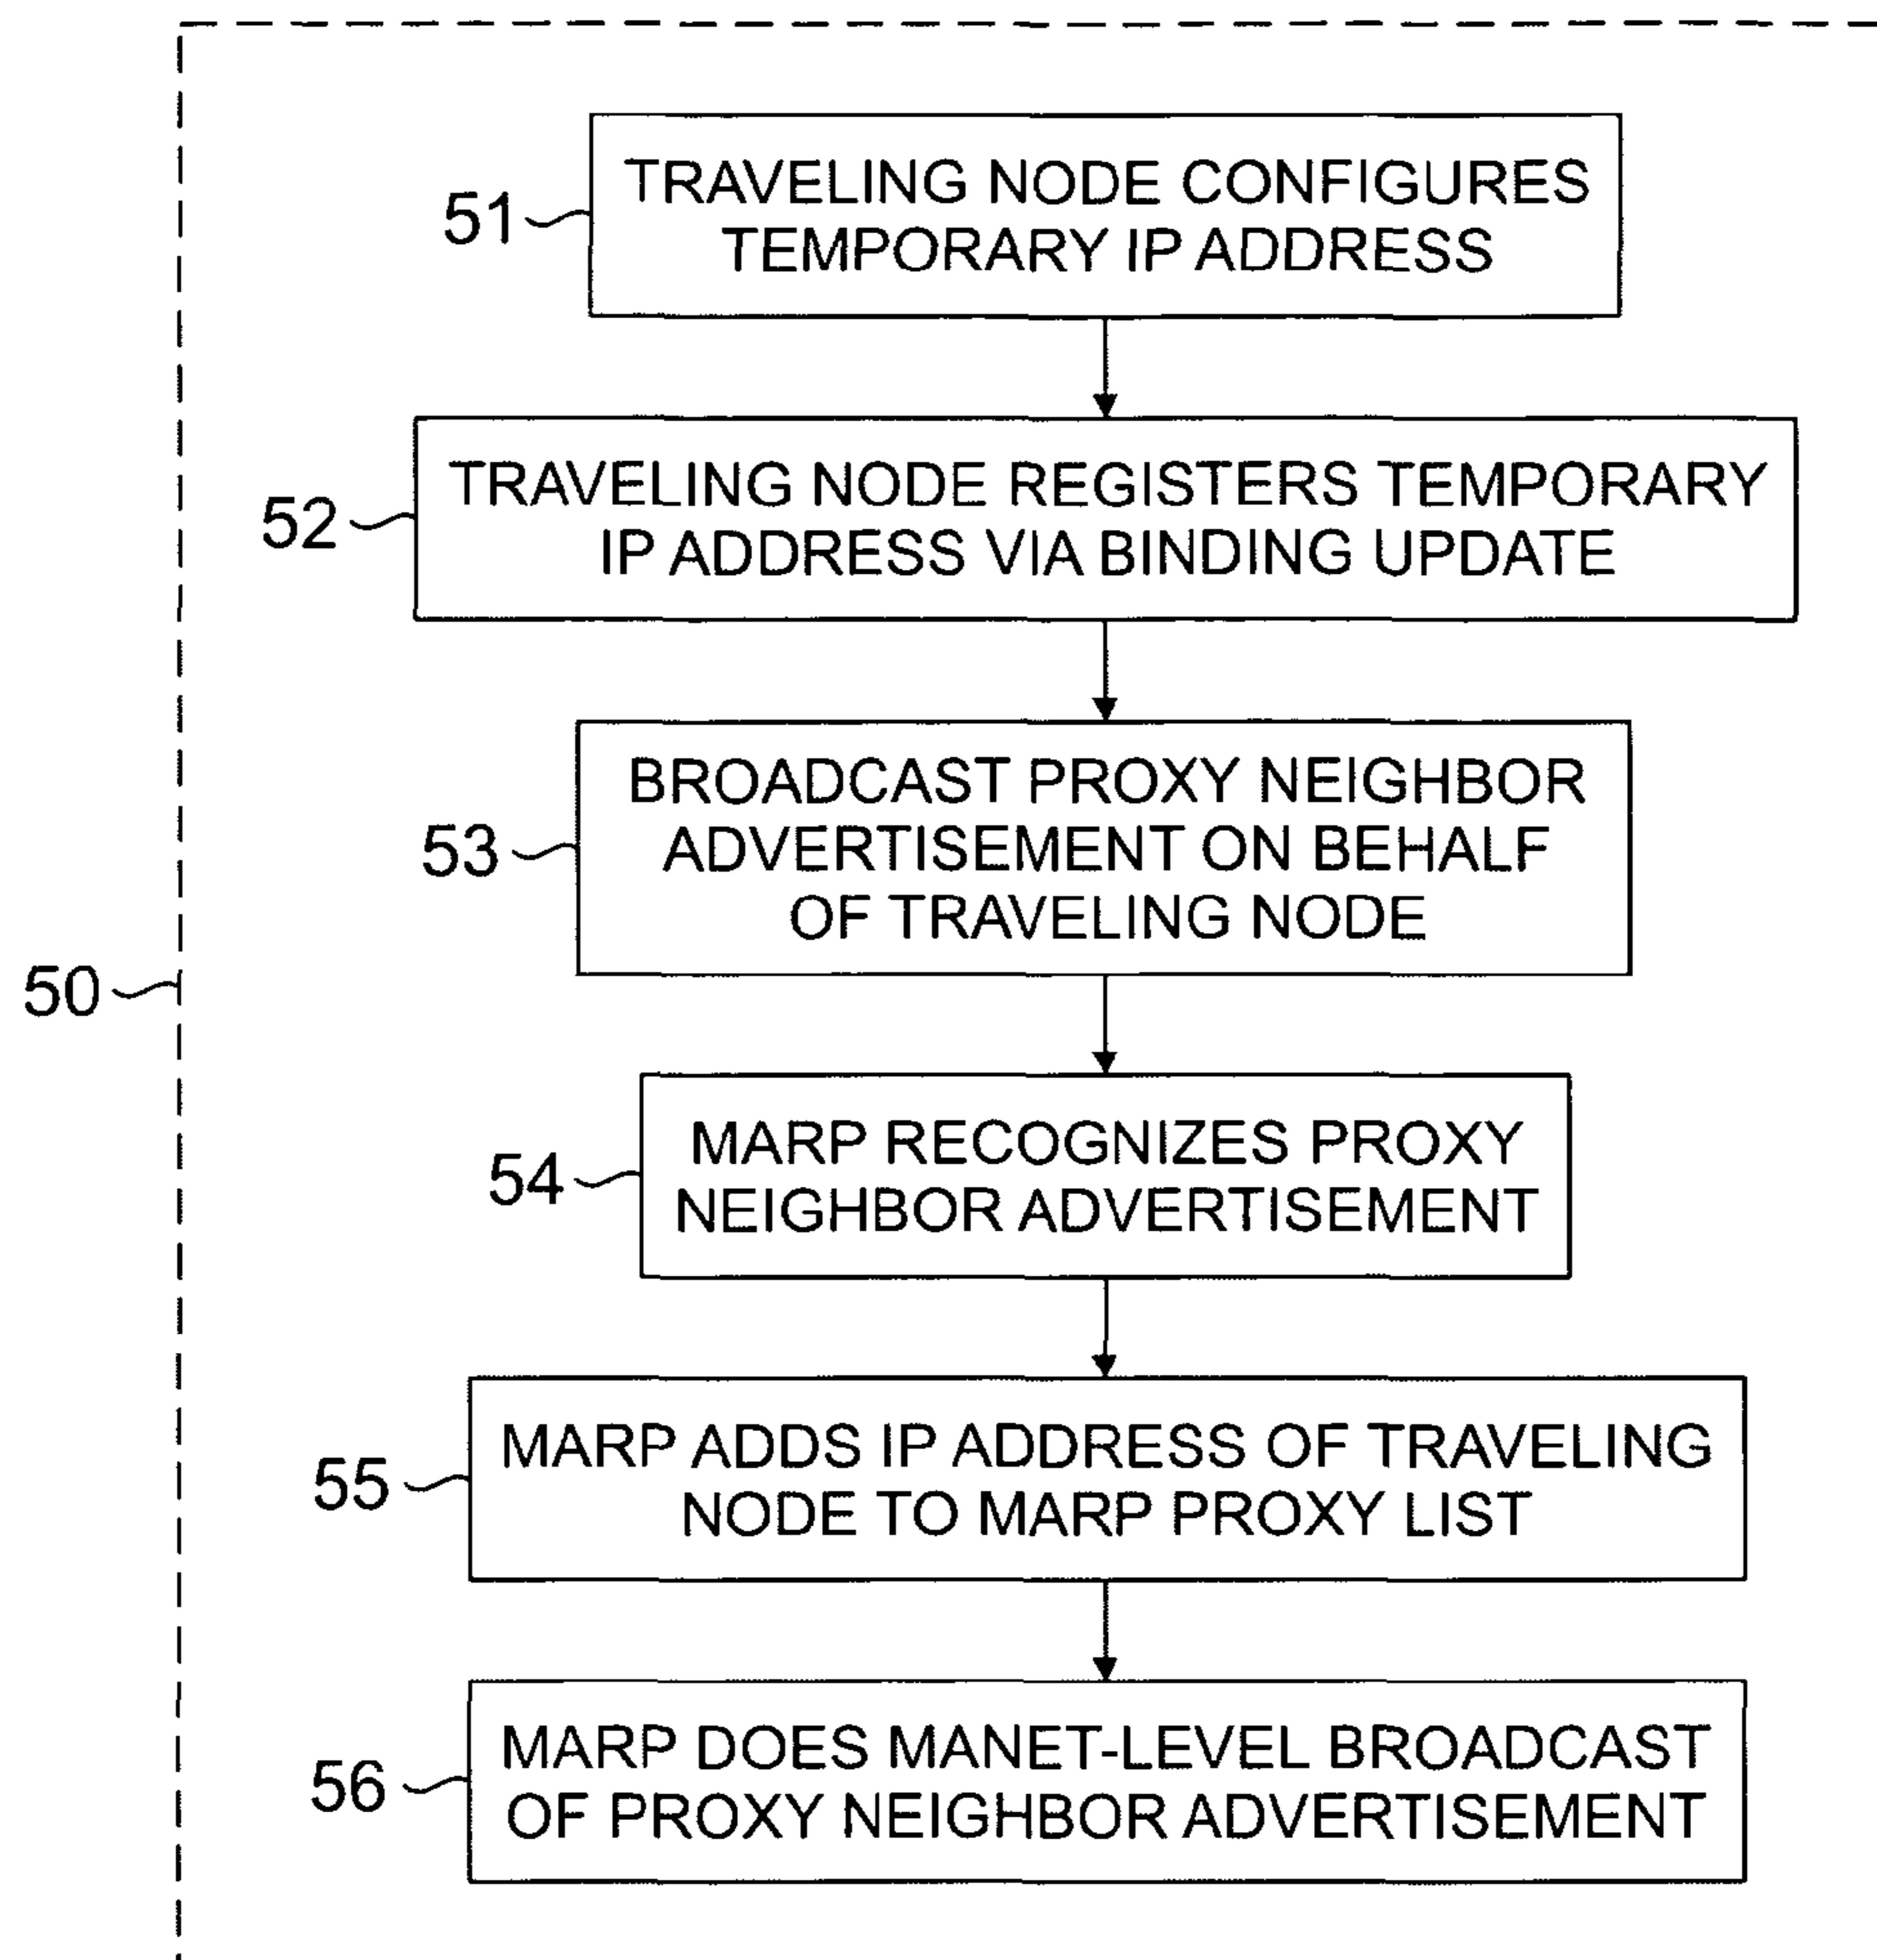 51
TRAVELING NODE CONFIGURES
TEMPORARY IP ADDRESS
52
TRAVELING NODE REGISTERS TEMPORARY
IP ADDRESS VIA BINDING UPDATE
53
BROADCAST PROXY NEIGHBOR
ADVERTISEMENT ON BEHALF
OF TRAVELING NODE
50
54
MARP RECOGNIZES PROXY
NEIGHBOR ADVERTISEMENT
55
MARP ADDS IP ADDRESS OF TRAVELING
NODE TO MARP PROXY LIST
56
MARP DOES MANET-LEVEL BROADCAST
OF PROXY NEIGHBOR ADVERTISEMENT